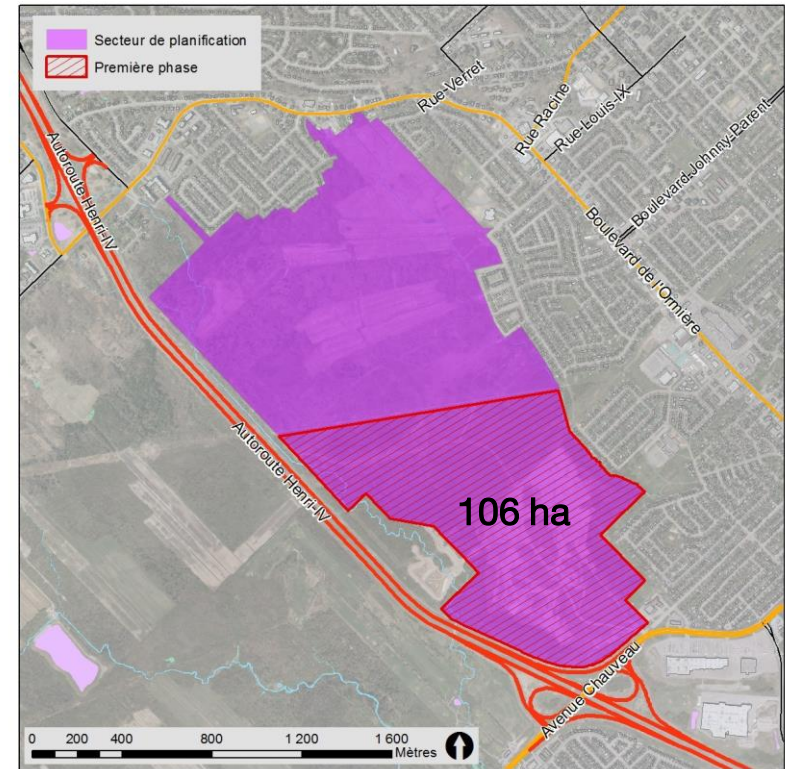 Secteur de planification
Première phase
Rue-Verret
Rue Racine
Rue-Louis-IX
Boulevard-Johnny-Parent
Autoroute Henri-IV
Boulevard de l'Ormière
Autoroute Henri-IV
106 ha
Avenue Chauveau
0 200 400 800 1 200 1 600
Mètres